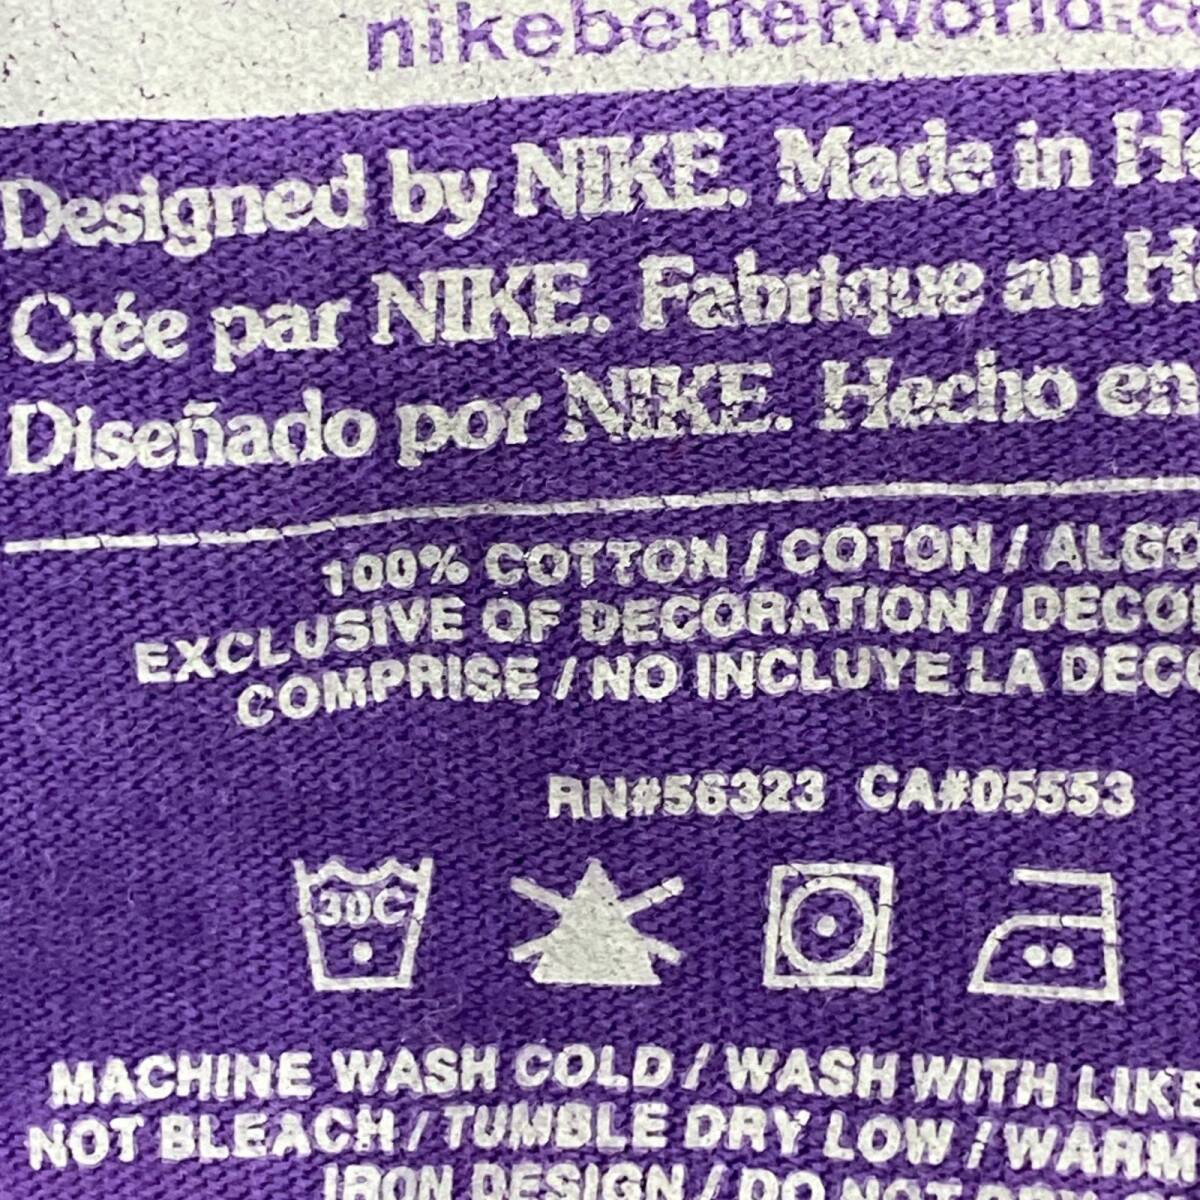 nikebetterworld.c
Designed by NIKE. Made in H
Crée par NIKE. Fabrique au H
Diseñado por NIKE. Hecho en
100% COTTON / COTON / ALGO
EXCLUSIVE OF DECORATION / DECO
COMPRISE / NO INCLUYE LA DECO
RN#56323 CA#05553
30C
MACHINE WASH COLD / WASH WITH LIKE
NOT BLEACH / TUMBLE DRY LOW / WARM
IRON DESIGN / DO NOT